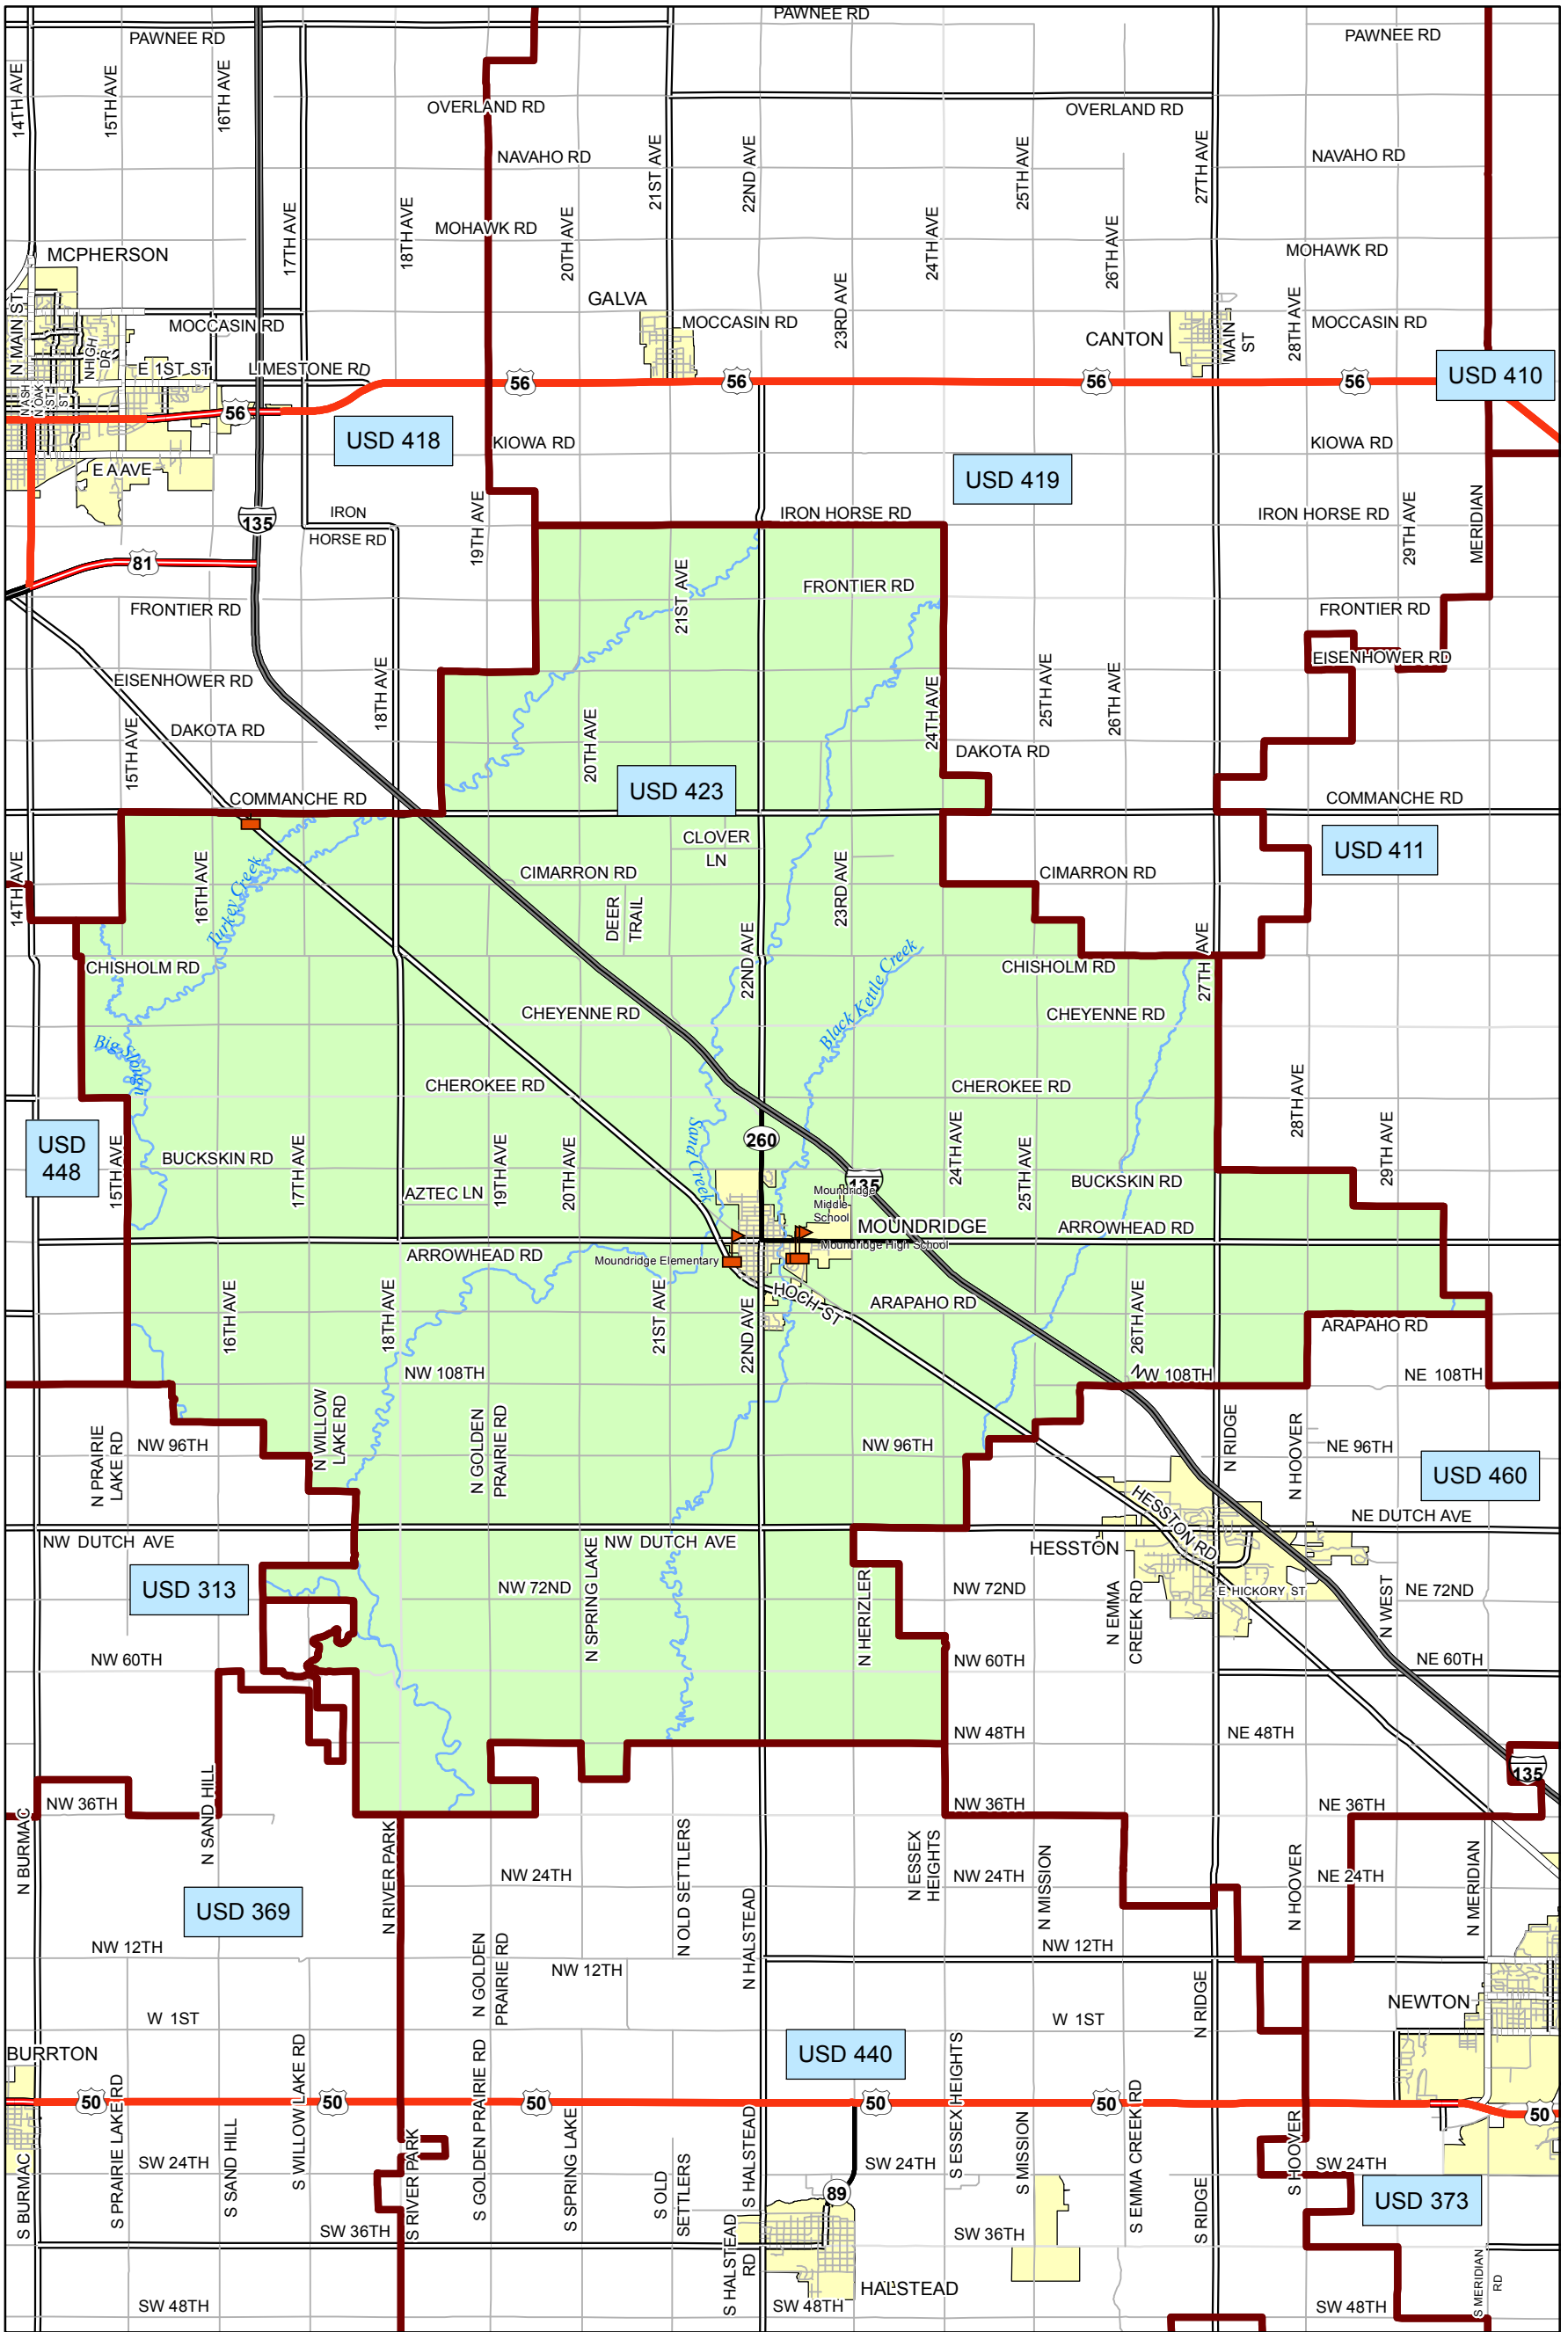 PAWNEE RD
PAWNEE RD
PAWNEE RD
14TH AVE
15TH AVE
16TH AVE
OVERLAND RD
OVERLAND RD
NAVAHO RD
NAVAHO RD
21ST AVE
22ND AVE
25TH AVE
27TH AVE
17TH AVE
18TH AVE
MOHAWK RD
20TH AVE
24TH AVE
26TH AVE
MOHAWK RD
MCPHERSON
GALVA
23RD AVE
28TH AVE
N MAIN ST
MOCCASIN RD
MOCCASIN RD
CANTON
MAIN
ST
MOCCASIN RD
NHIGH
DR
E 1ST ST
LIMESTONE RD
N ASH
ST
N OAK
ST
56
56
56
56
56
USD 410
USD 418
KIOWA RD
KIOWA RD
E A AVE
USD 419
135
IRON
HORSE RD
19TH AVE
IRON HORSE RD
IRON HORSE RD
29TH AVE
MERIDIAN
81
FRONTIER RD
21ST AVE
FRONTIER RD
FRONTIER RD
EISENHOWER RD
EISENHOWER RD
18TH AVE
15TH AVE
DAKOTA RD
20TH AVE
24TH AVE
25TH AVE
26TH AVE
DAKOTA RD
COMMANCHE RD
USD 423
COMMANCHE RD
14TH AVE
16TH AVE
Turkey Creek
CLOVER
LN
CIMARRON RD
DEER
TRAIL
23RD AVE
CIMARRON RD
USD 411
CHISHOLM RD
22ND AVE
Black Kettle Creek
CHISHOLM RD
27TH AVE
CHEYENNE RD
CHEYENNE RD
Big Slough
CHEROKEE RD
CHEROKEE RD
28TH AVE
USD
448
15TH AVE
BUCKSKIN RD
17TH AVE
19TH AVE
20TH AVE
Sand Creek
260
24TH AVE
25TH AVE
29TH AVE
AZTEC LN
135
BUCKSKIN RD
Moundridge
Middle
School
MOUNDRIDGE
ARROWHEAD RD
ARROWHEAD RD
Moundridge Elementary
Moundridge High School
16TH AVE
18TH AVE
21ST AVE
22ND AVE
HOCH ST
ARAPAHO RD
26TH AVE
ARAPAHO RD
NW 108TH
NW 108TH
NE 108TH
N PRAIRIE
LAKE RD
NW 96TH
N WILLOW
LAKE RD
N GOLDEN
PRAIRIE RD
NW 96TH
N RIDGE
N HOOVER
NE 96TH
USD 460
NW DUTCH AVE
NW DUTCH AVE
HESSTON
HESSTON RD
NE DUTCH AVE
USD 313
NW 72ND
N SPRING LAKE
N HERIZLER
NW 72ND
N EMMA
CREEK RD
E HICKORY ST
N WEST
NE 72ND
NW 60TH
NW 60TH
NE 60TH
NW 48TH
NE 48TH
135
N BURMAC
NW 36TH
N SAND HILL
NW 36TH
NE 36TH
N RIVER PARK
NW 24TH
N OLD SETTLERS
N ESSEX
HEIGHTS
NW 24TH
N MISSION
N HOOVER
NE 24TH
N MERIDIAN
USD 369
NW 12TH
N GOLDEN
PRAIRIE RD
NW 12TH
N HALSTEAD
NW 12TH
N RIDGE
NEWTON
W 1ST
W 1ST
BURRTON
USD 440
50
50
50
50
50
50
S BURMAC
S PRAIRIE LAKE RD
SW 24TH
S SAND HILL
S WILLOW LAKE RD
S RIVER PARK
S GOLDEN PRAIRIE RD
S SPRING LAKE
S OLD
SETTLERS
S HALSTEAD
SW 24TH
S ESSEX HEIGHTS
S MISSION
S EMMA CREEK RD
S RIDGE
S HOOVER
SW 24TH
89
USD 373
SW 36TH
S HALSTEAD
RD
SW 36TH
S MERIDIAN
RD
HALSTEAD
SW 48TH
SW 48TH
SW 48TH